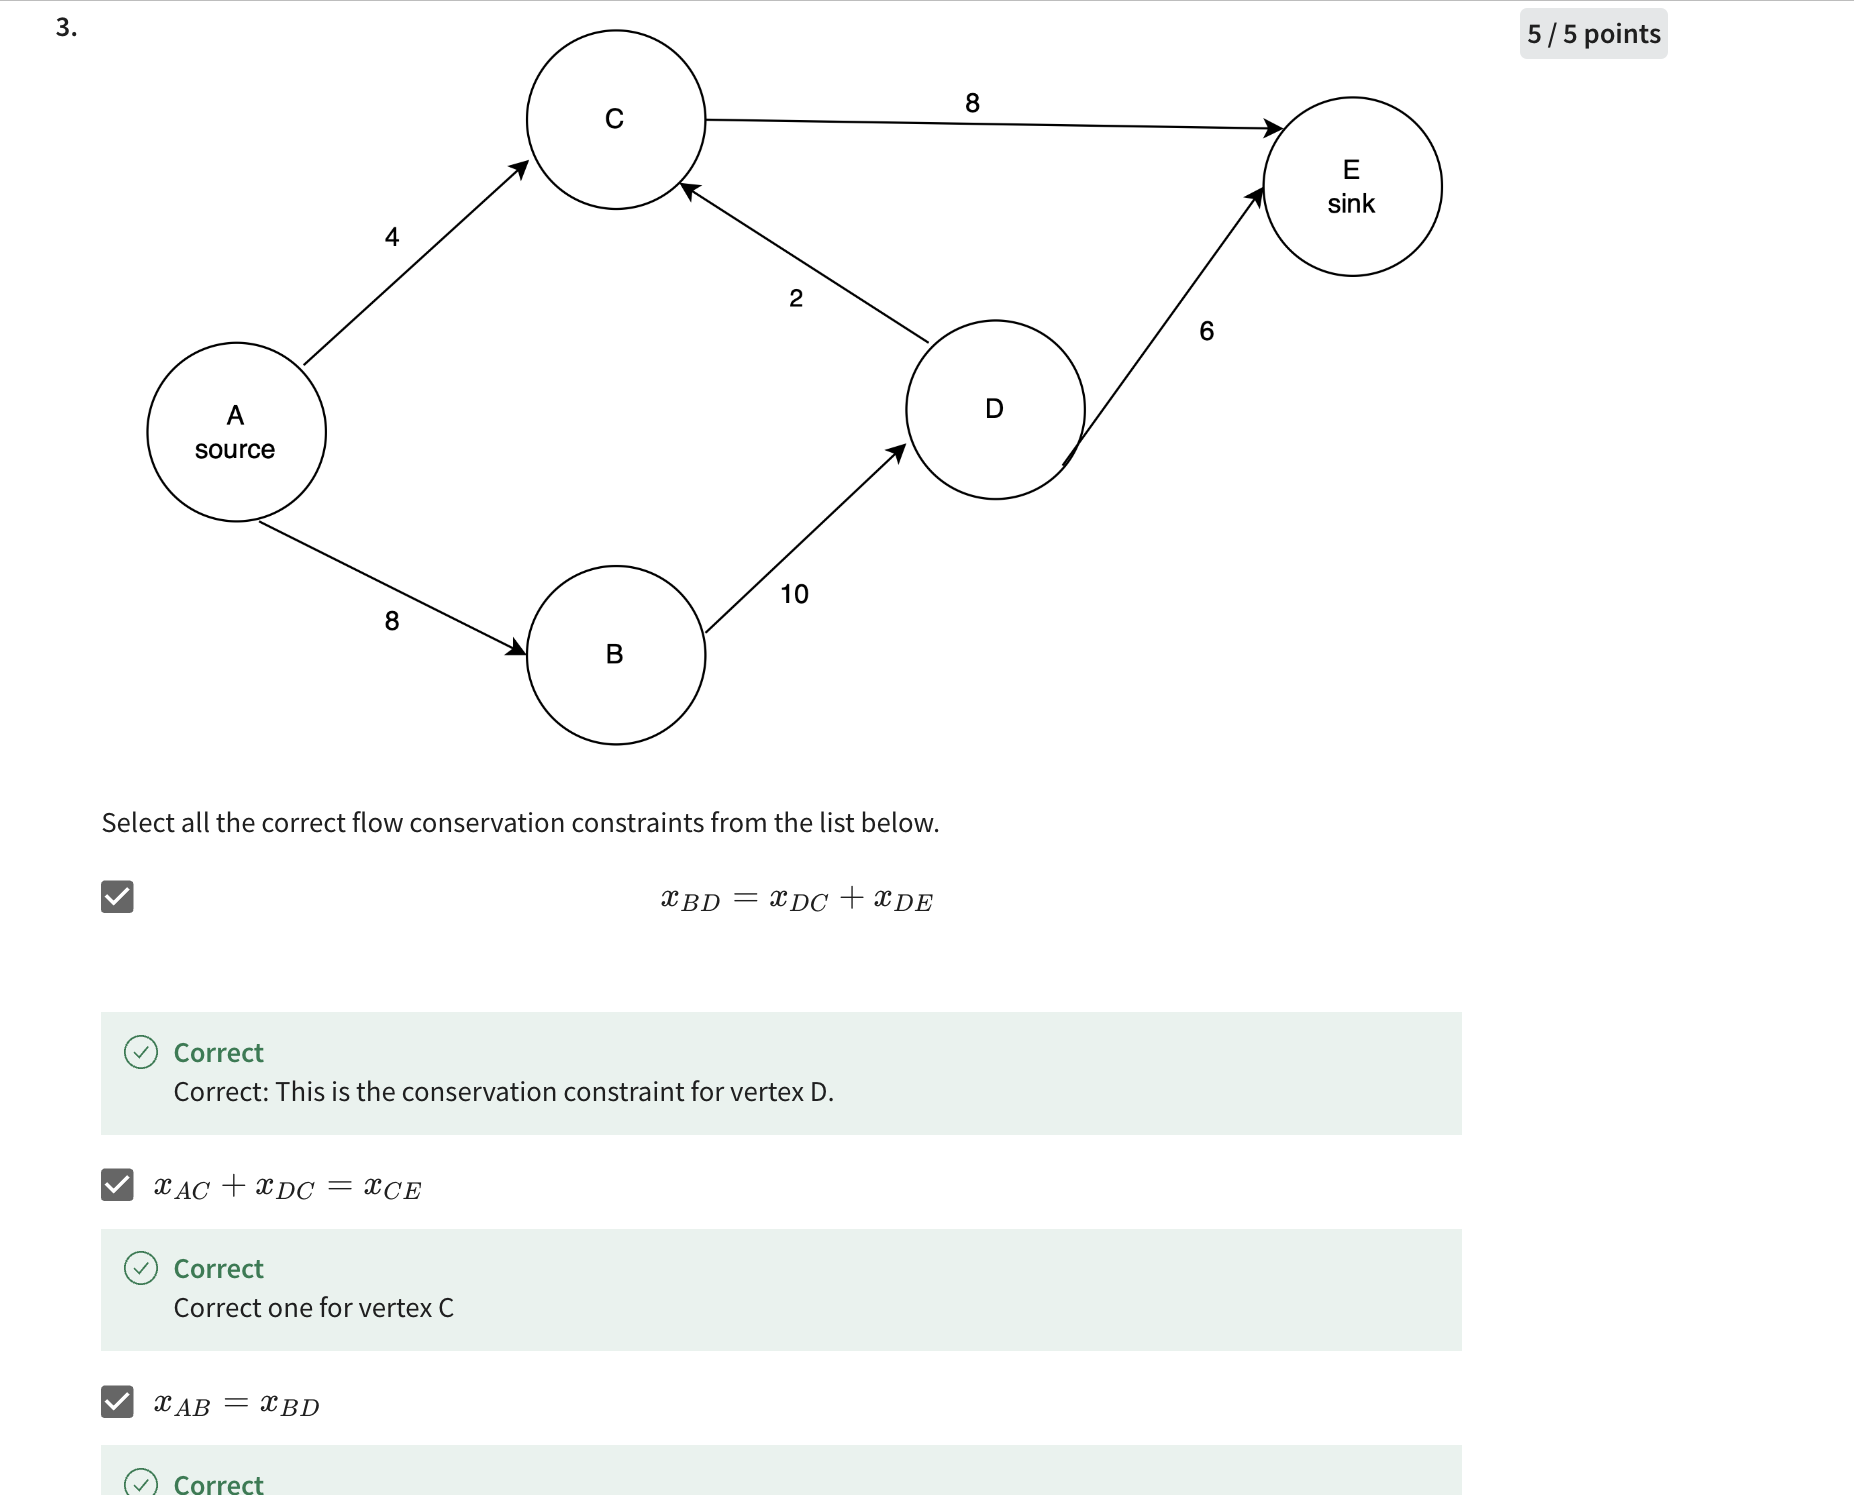 3.
5 / 5 points
C
8
E
sink
4
2
6
A
source
D
8
10
B
Select all the correct flow conservation constraints from the list below.
x_{BD} = x_{DC} + x_{DE}
Correct
Correct: This is the conservation constraint for vertex D.
x_{AC} + x_{DC} = x_{CE}
Correct
Correct one for vertex C
x_{AB} = x_{BD}
Correct